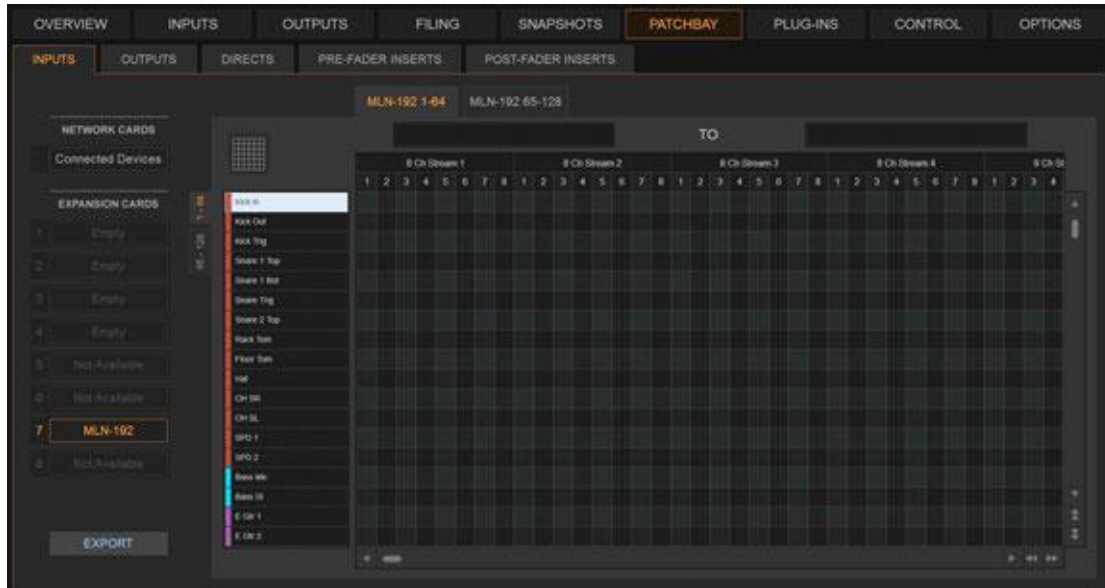 OVERVIEW INPUTS OUTPUTS FILING SNAPSHOTS PATCHBAY PLUG-INS CONTROL OPTIONS
INPUTS OUTPUTS DIRECTS PRE-FADER INSERTS POST-FADER INSERTS
MLN-192 1-64 MLN-192 65-128
NETWORK CARDS
Connected Devices
TO
8 Ch Stream 1 8 Ch Stream 2 8 Ch Stream 3 8 Ch Stream 4 8 Ch St
1 2 3 4 5 6 7 8 1 2 3 4 5 6 7 8 1 2 3 4 5 6 7 8 1 2 3 4 5 6 7 8 1 2 3 4
EXPANSION CARDS
1 Empty
2 Empty
3 Empty
4 Empty
5 Not Available
6 Not Available
7 MLN-192
8 Not Available
EXPORT
1 - 64
65 - 128
Kick In
Kick Out
Kick Trig
Snare 1 Top
Snare 1 Bot
Snare Trig
Snare 2 Top
Rack Tom
Floor Tom
Hat
OH SR
OH SL
SPD 1
SPD 2
Bass Mic
Bass DI
E Gtr 1
E Gtr 2